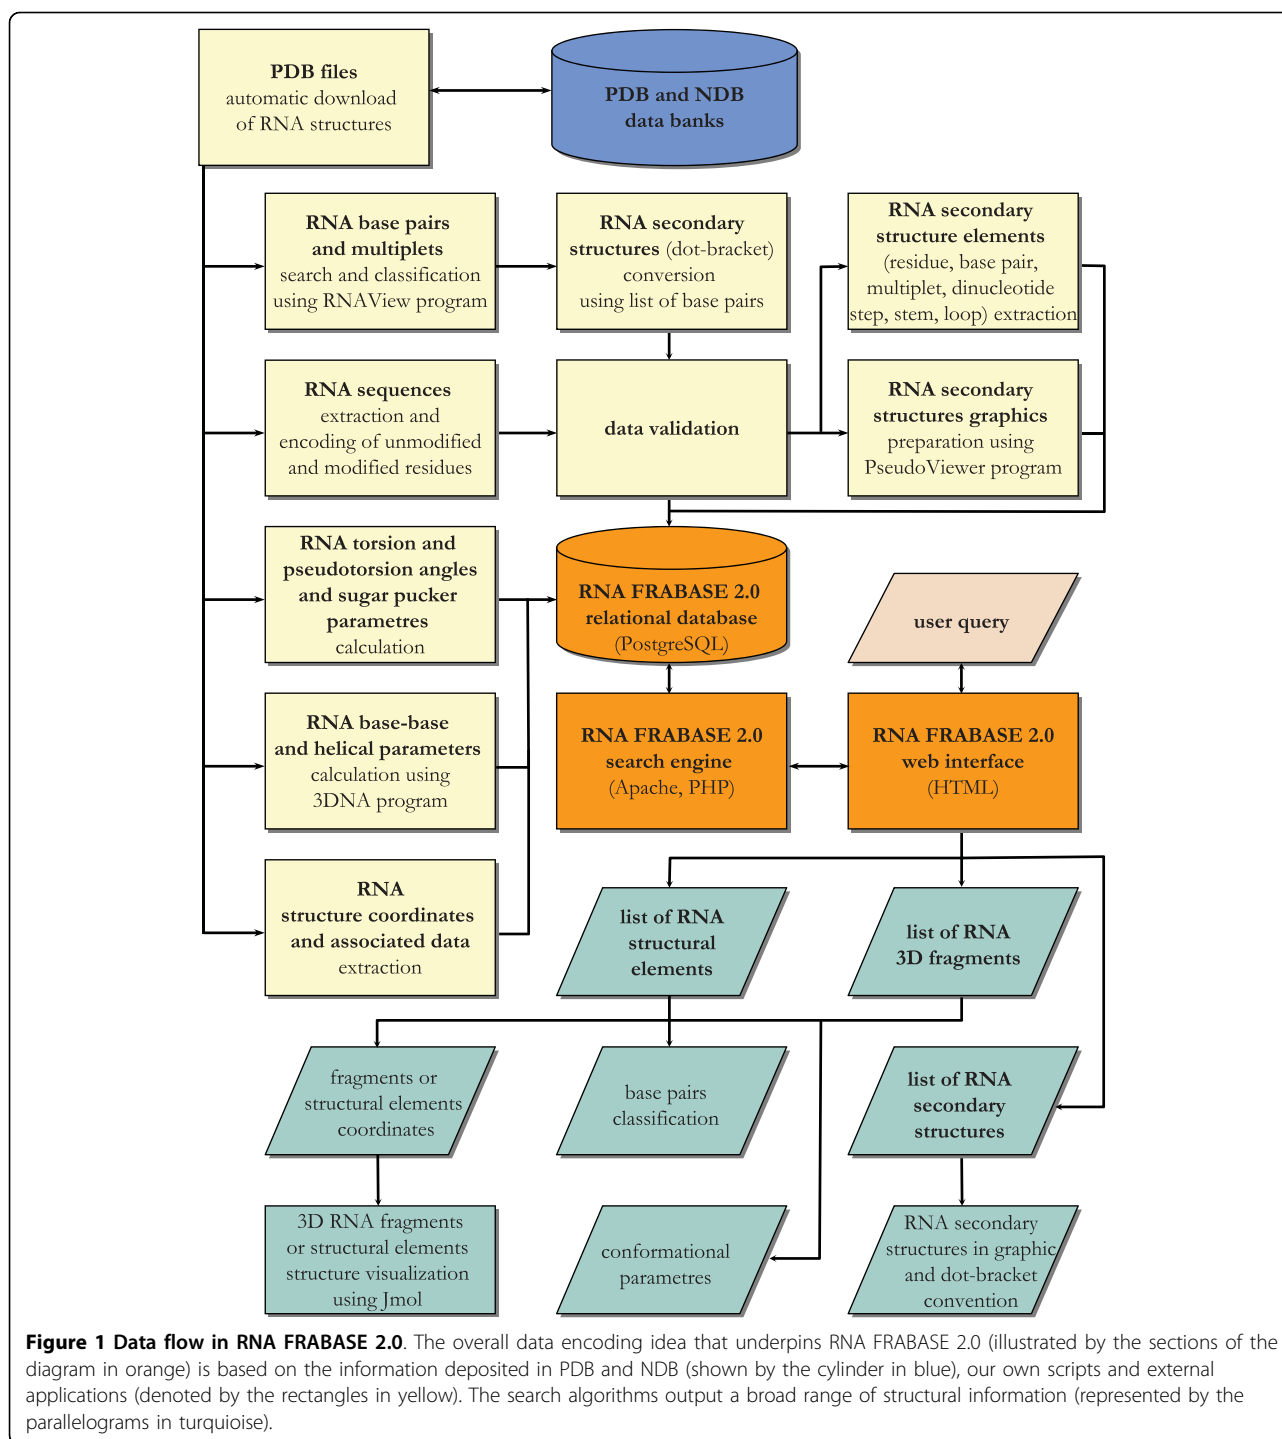 PDB files
automatic download
of RNA structures
PDB and NDB
data banks
RNA base pairs
and multiplets
search and classification
using RNAView program
RNA secondary
structures (dot-bracket)
conversion
using list of base pairs
RNA secondary
structure elements
(residue, base pair,
multiplet, dinucleotide
step, stem, loop) extraction
RNA sequences
extraction and
encoding of unmodified
and modified residues
data validation
RNA secondary
structures graphics
preparation using
PseudoViewer program
RNA torsion and
pseudotorsion angles
and sugar pucker
parametres
calculation
RNA FRABASE 2.0
relational database
(PostgreSQL)
user query
RNA base-base
and helical parameters
calculation using
3DNA program
RNA FRABASE 2.0
search engine
(Apache, PHP)
RNA FRABASE 2.0
web interface
(HTML)
RNA
structure coordinates
and associated data
extraction
list of RNA
structural
elements
list of RNA
3D fragments
fragments or
structural elements
coordinates
base pairs
classification
list of RNA
secondary
structures
3D RNA fragments
or structural elements
structure visualization
using Jmol
conformational
parametres
RNA secondary
structures in graphic
and dot-bracket
convention
Figure 1 Data flow in RNA FRABASE 2.0. The overall data encoding idea that underpins RNA FRABASE 2.0 (illustrated by the sections of the
diagram in orange) is based on the information deposited in PDB and NDB (shown by the cylinder in blue), our own scripts and external
applications (denoted by the rectangles in yellow). The search algorithms output a broad range of structural information (represented by the
parallelograms in turquioise).